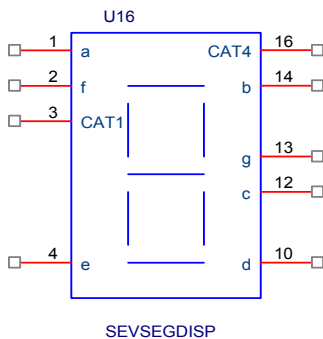 U16
1 a CAT4 16
2 f b 14
3 CAT1
g 13
c 12
4 e d 10
SEVSEGDISP